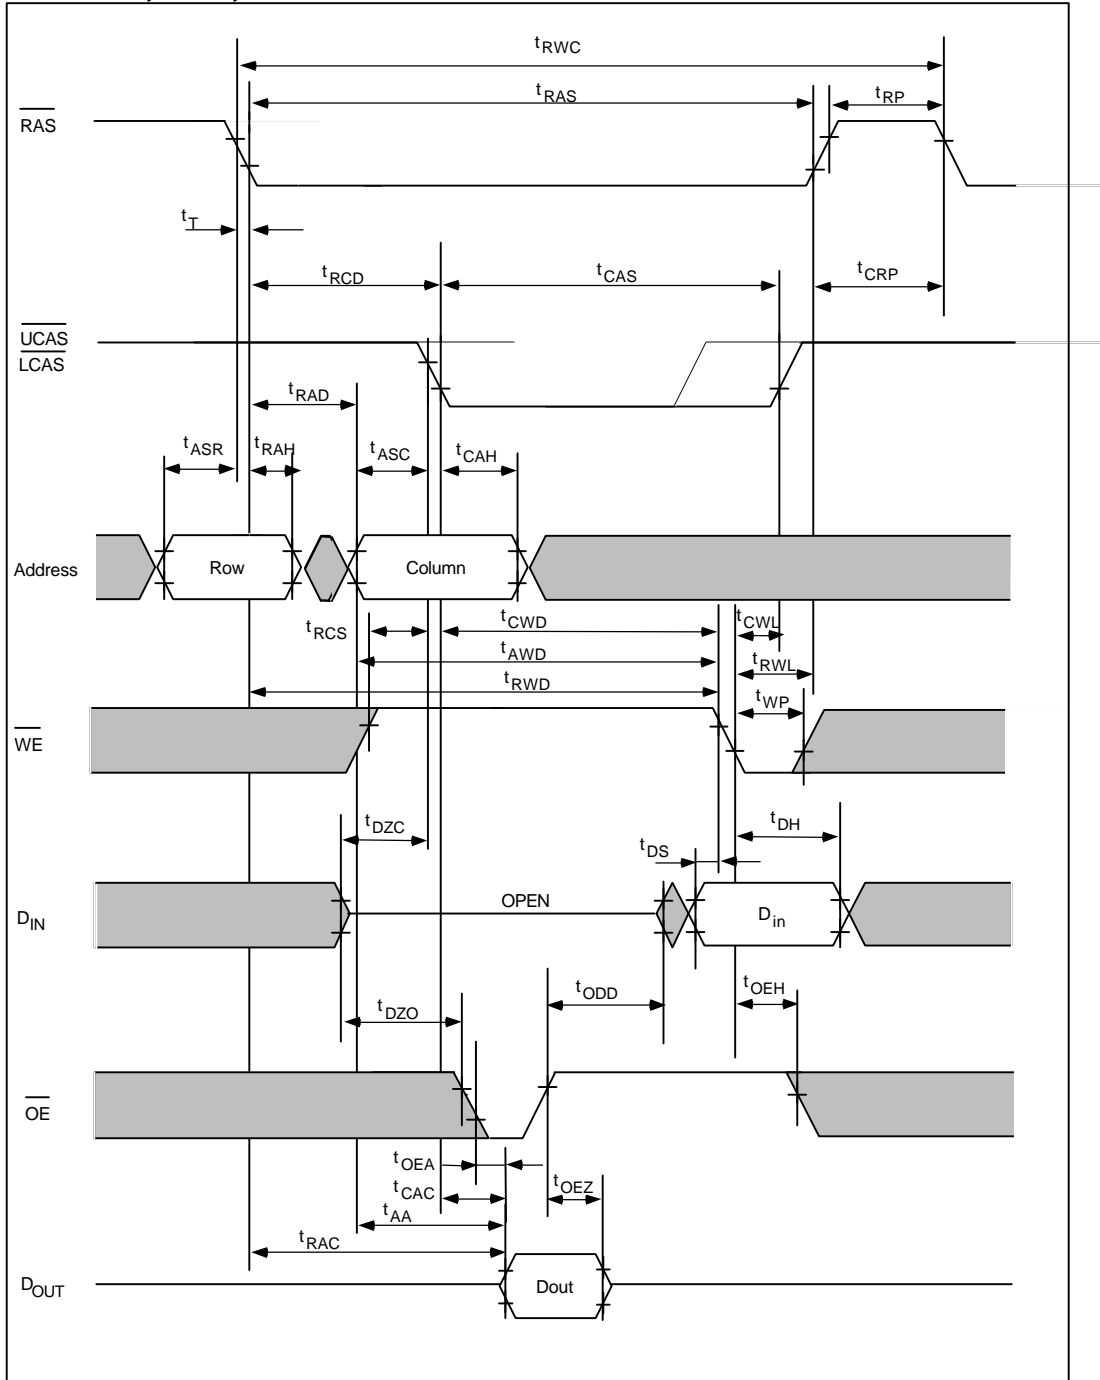 tRWC
tRAS
tRP
RAS
tT
tRCD
tCAS
tCRP
UCAS
LCAS
tRAD
tASR
tRAH
tASC
tCAH
Address
Row
Column
tRCS
tCWD
tCWL
tAWD
tRWL
tRWD
tWP
WE
tDZC
tDH
tDS
DIN
OPEN
Din
tDZO
tODD
tOEH
OE
tOEA
tCAC
tOEZ
tAA
tRAC
DOUT
Dout